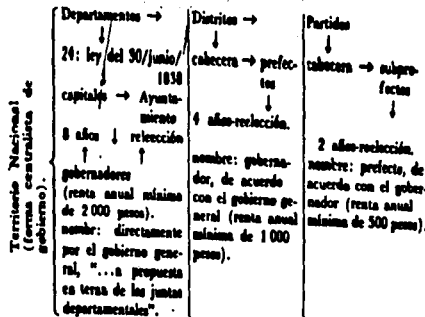 Territorio Nacional
(forma centralista de
gobierno).
Departamentos →
↓
24: ley del 30/junio/
1838
capitales → Ayunta-
miento
8 años ↓ reelección
↑ ↑
gobernadores
(renta anual mínima
de 2 000 pesos).
nombr: directamente
por el gobierno gene-
ral, "...a propuesta
en terna de las juntas
departamentales".
Distritos →
↓
cabecera → prefec-
tos
↓
4 años-reelección.
nombre: goberna-
dor, de acuerdo
con el gobierno ge-
neral (renta anual
mínima de 1 000
pesos).
Partidos
↓
cabecera → subpre-
fectos
↓
2 años-reelección.
nombre: prefecto, de
acuerdo con el gober-
nador (renta anual
mínima de 500 pesos).